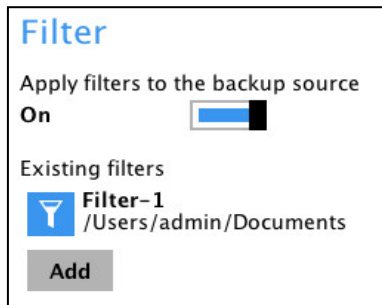 Filter
Apply filters to the backup source
On
Existing filters
Filter-1
/Users/admin/Documents
Add